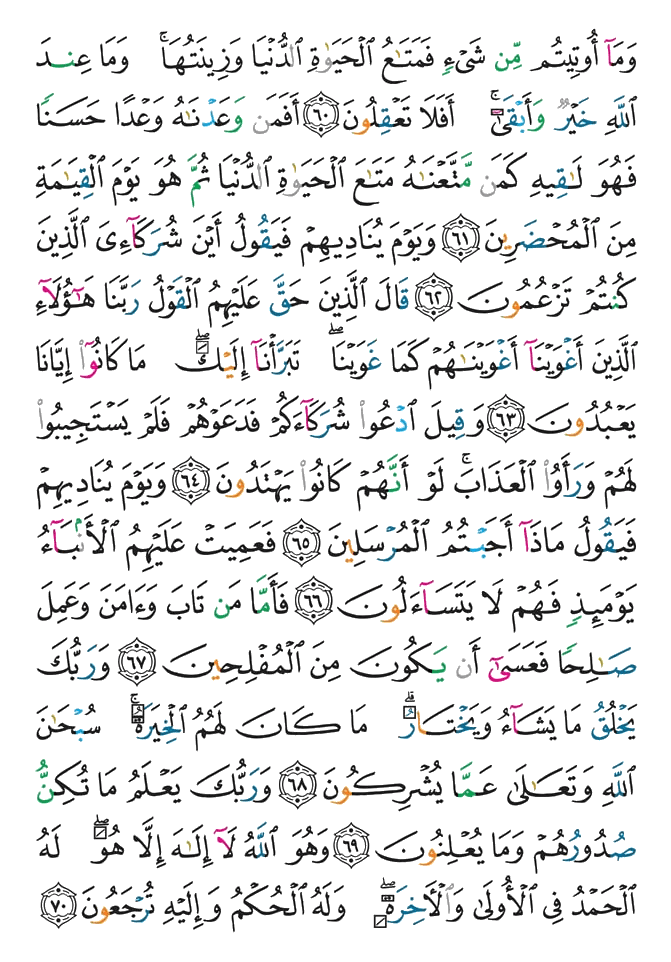 وَمَآ أُوتِيتُم مِّن شَىْءٍ فَمَتَـٰعُ ٱلْحَيَوٰةِ ٱلدُّنْيَا وَزِينَتُهَا ۚ وَمَا عِندَ
ٱللَّهِ خَيْرٌ وَأَبْقَىٰٓ ۚ أَفَلَا تَعْقِلُونَ ٦٠ أَفَمَن وَعَدْنَـٰهُ وَعْدًا حَسَنًا
فَهُوَ لَـٰقِيهِ كَمَن مَّتَّعْنَـٰهُ مَتَـٰعَ ٱلْحَيَوٰةِ ٱلدُّنْيَا ثُمَّ هُوَ يَوْمَ ٱلْقِيَـٰمَةِ
مِنَ ٱلْمُحْضَرِينَ ٦١ وَيَوْمَ يُنَادِيهِمْ فَيَقُولُ أَيْنَ شُرَكَآءِىَ ٱلَّذِينَ
كُنتُمْ تَزْعُمُونَ ٦٢ قَالَ ٱلَّذِينَ حَقَّ عَلَيْهِمُ ٱلْقَوْلُ رَبَّنَا هَـٰٓؤُلَآءِ
ٱلَّذِينَ أَغْوَيْنَآ أَغْوَيْنَـٰهُمْ كَمَا غَوَيْنَا ۖ تَبَرَّأْنَآ إِلَيْكَ ۖ مَا كَانُوٓا۟ إِيَّانَا
يَعْبُدُونَ ٦٣ وَقِيلَ ٱدْعُوا۟ شُرَكَآءَكُمْ فَدَعَوْهُمْ فَلَمْ يَسْتَجِيبُوا۟
لَهُمْ وَرَأَوُا۟ ٱلْعَذَابَ ۚ لَوْ أَنَّهُمْ كَانُوا۟ يَهْتَدُونَ ٦٤ وَيَوْمَ يُنَادِيهِمْ
فَيَقُولُ مَاذَآ أَجَبْتُمُ ٱلْمُرْسَلِينَ ٦٥ فَعَمِيَتْ عَلَيْهِمُ ٱلْأَنۢبَآءُ
يَوْمَئِذٍ فَهُمْ لَا يَتَسَآءَلُونَ ٦٦ فَأَمَّا مَن تَابَ وَءَامَنَ وَعَمِلَ
صَـٰلِحًا فَعَسَىٰٓ أَن يَكُونَ مِنَ ٱلْمُفْلِحِينَ ٦٧ وَرَبُّكَ
يَخْلُقُ مَا يَشَآءُ وَيَخْتَارُ ۗ مَا كَانَ لَهُمُ ٱلْخِيَرَةُ ۚ سُبْحَـٰنَ
ٱللَّهِ وَتَعَـٰلَىٰ عَمَّا يُشْرِكُونَ ٦٨ وَرَبُّكَ يَعْلَمُ مَا تُكِنُّ
صُدُورُهُمْ وَمَا يُعْلِنُونَ ٦٩ وَهُوَ ٱللَّهُ لَآ إِلَـٰهَ إِلَّا هُوَ ۖ لَهُ
ٱلْحَمْدُ فِى ٱلْأُولَىٰ وَٱلْـَٔاخِرَةِ ۖ وَلَهُ ٱلْحُكْمُ وَإِلَيْهِ تُرْجَعُونَ ٧٠